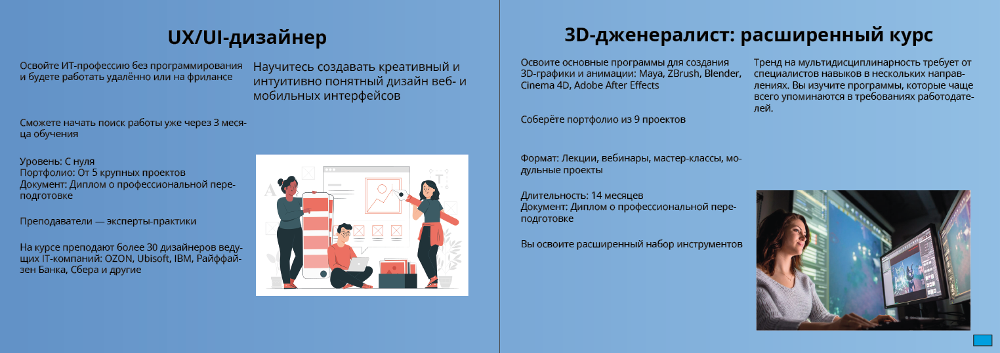 UX/UI-дизайнер
Освойте ИТ-профессию без программирования
и будете работать удалённо или на фрилансе
Научитесь создавать креативный и
интуитивно понятный дизайн веб- и
мобильных интерфейсов
Сможете начать поиск работы уже через 3 меся-
ца обучения
Уровень: С нуля
Портфолио: От 5 крупных проектов
Документ: Диплом о профессиональной пере-
подготовке
Преподаватели — эксперты-практики
На курсе преподают более 30 дизайнеров веду-
щих IT-компаний: OZON, Ubisoft, IBM, Райффай-
зен Банка, Сбера и другие
A
T
3D-дженералист: расширенный курс
Освоите основные программы для создания
3D-графики и анимации: Maya, ZBrush, Blender,
Cinema 4D, Adobe After Effects
Соберёте портфолио из 9 проектов
Формат: Лекции, вебинары, мастер-классы, мо-
дульные проекты
Длительность: 14 месяцев
Документ: Диплом о профессиональной пере-
подготовке
Вы освоите расширенный набор инструментов
Тренд на мультидисциплинарность требует от
специалистов навыков в нескольких направ-
лениях. Вы изучите программы, которые чаще
всего упоминаются в требованиях работодате-
лей.